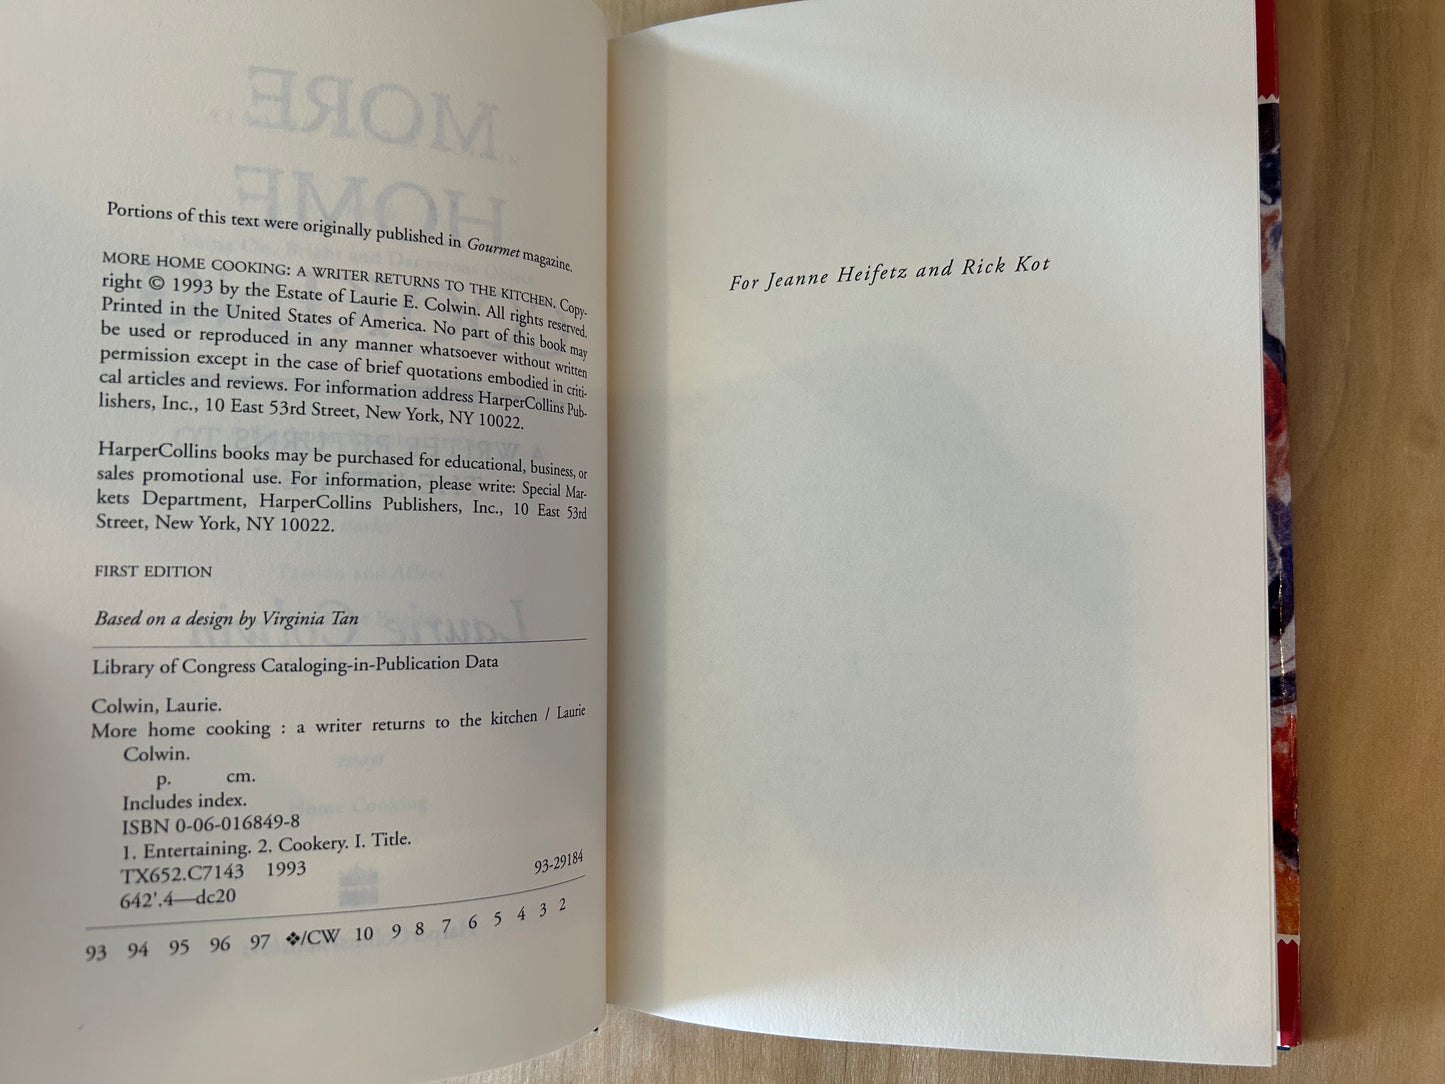 Portions of this text were originally published in Gourmet magazine.
MORE HOME COOKING: A WRITER RETURNS TO THE KITCHEN. Copy-
right © 1993 by the Estate of Laurie E. Colwin. All rights reserved.
Printed in the United States of America. No part of this book may
be used or reproduced in any manner whatsoever without written
permission except in the case of brief quotations embodied in criti-
cal articles and reviews. For information address HarperCollins Pub-
lishers, Inc., 10 East 53rd Street, New York, NY 10022.
HarperCollins books may be purchased for educational, business, or
sales promotional use. For information, please write: Special Mar-
kets Department, HarperCollins Publishers, Inc., 10 East 53rd
Street, New York, NY 10022.
FIRST EDITION
Based on a design by Virginia Tan
Library of Congress Cataloging-in-Publication Data
Colwin, Laurie.
More home cooking : a writer returns to the kitchen / Laurie
Colwin.
p. cm.
Includes index.
ISBN 0-06-016849-8
1. Entertaining. 2. Cookery. I. Title.
TX652.C7143 1993
93-29184
642'.4—dc20
93 94 95 96 97 ❖/CW 10 9 8 7 6 5 4 3 2
For Jeanne Heifetz and Rick Kot